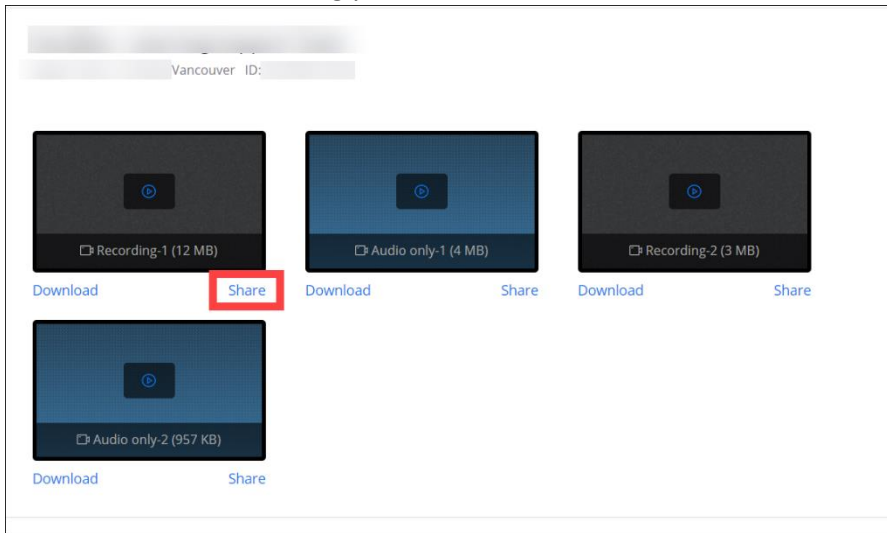 Vancouver ID:
Recording-1 (12 MB)
Audio only-1 (4 MB)
Recording-2 (3 MB)
Download Share
Download Share
Download Share
Audio only-2 (957 KB)
Download Share